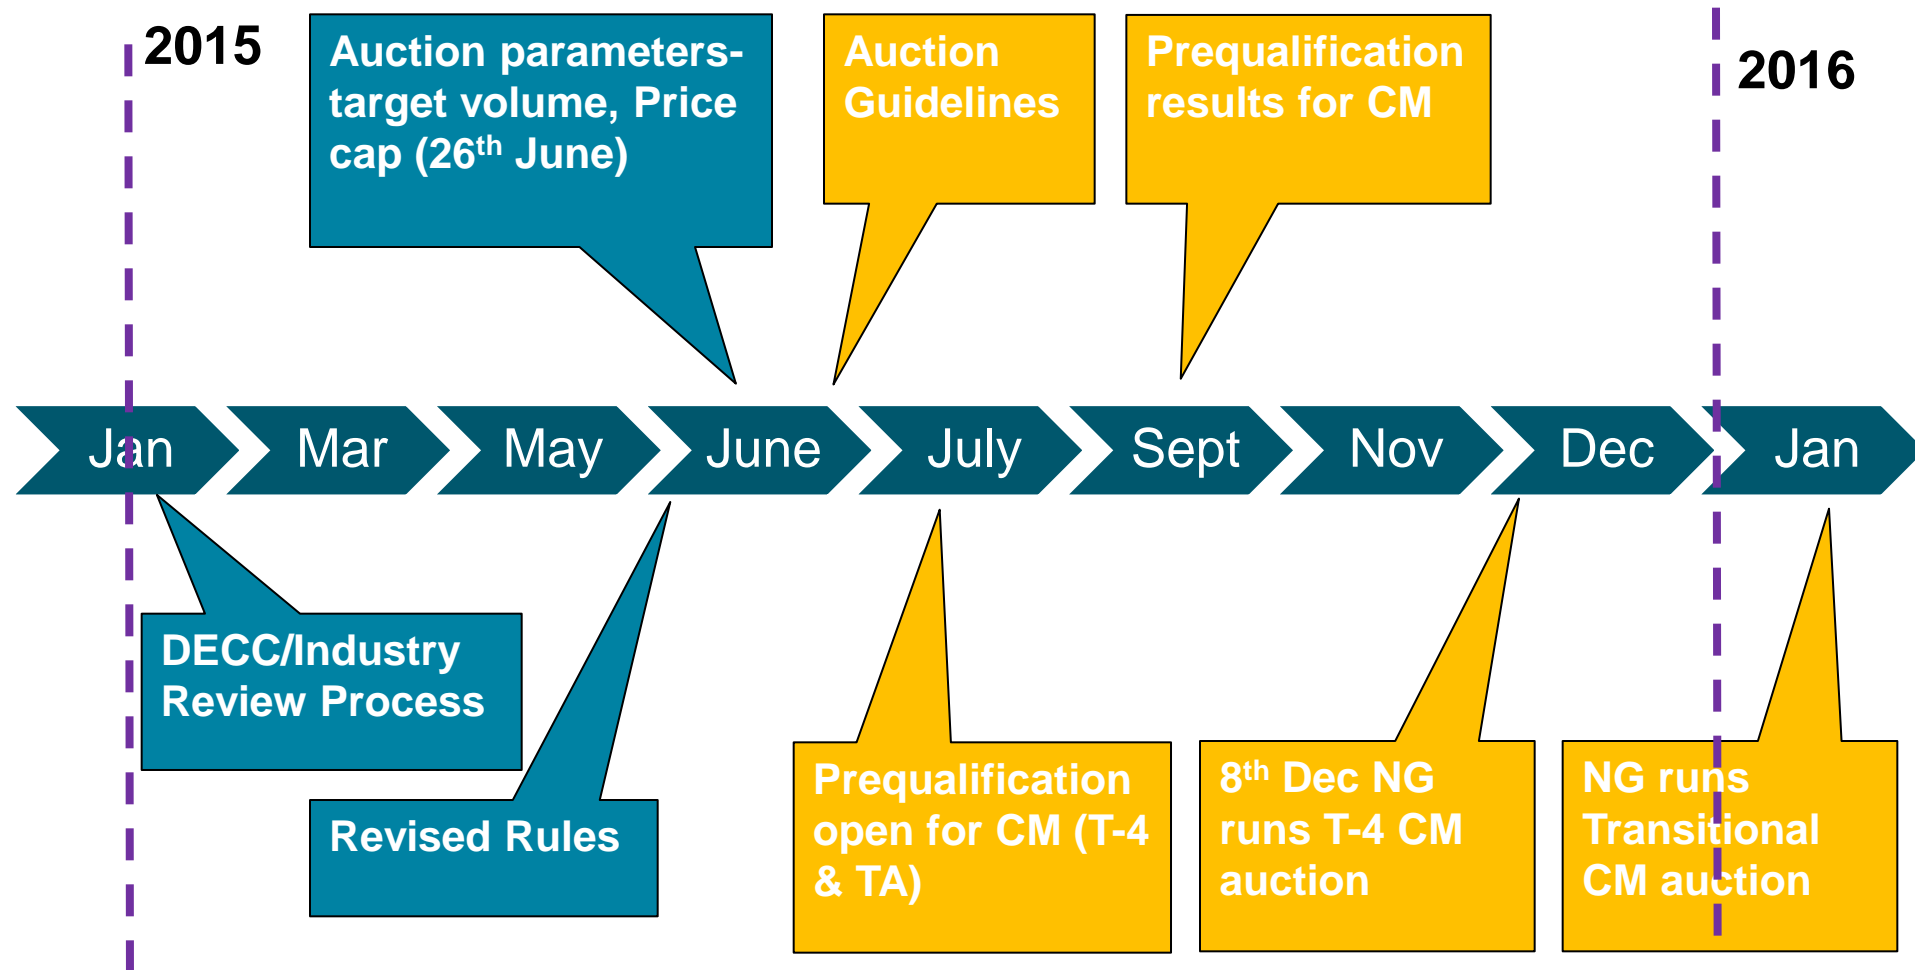 2015
Auction parameters-
target volume, Price
cap (26th June)
Auction
Guidelines
Prequalification
results for CM
2016
Jan
Mar
May
June
July
Sept
Nov
Dec
Jan
DECC/Industry
Review Process
Revised Rules
Prequalification
open for CM (T-4
& TA)
8th Dec NG
runs T-4 CM
auction
NG runs
Transitional
CM auction